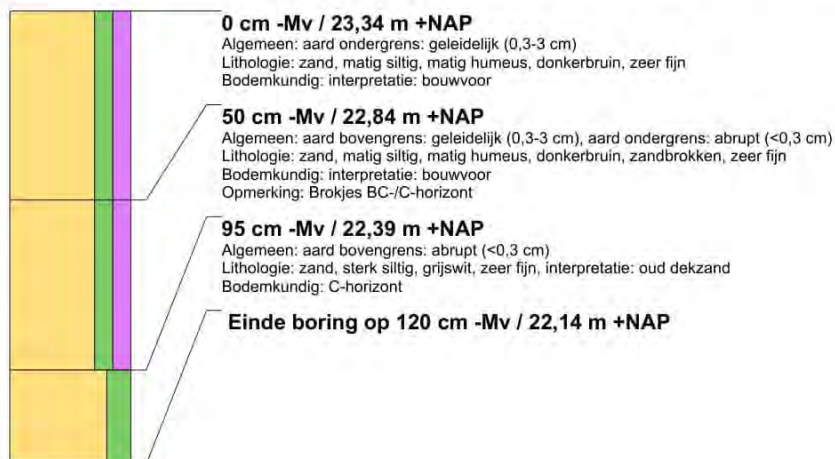 0 cm -Mv / 23,34 m +NAP
Algemeen: aard ondergrens: geleidelijk (0,3-3 cm)
Lithologie: zand, matig siltig, matig humeus, donkerbruin, zeer fijn
Bodemkundig: interpretatie: bouwvoor
50 cm -Mv / 22,84 m +NAP
Algemeen: aard bovengrens: geleidelijk (0,3-3 cm), aard ondergrens: abrupt (<0,3 cm)
Lithologie: zand, matig siltig, matig humeus, donkerbruin, zandbrokken, zeer fijn
Bodemkundig: interpretatie: bouwvoor
Opmerking: Brokjes BC-/C-horizont
95 cm -Mv / 22,39 m +NAP
Algemeen: aard bovengrens: abrupt (<0,3 cm)
Lithologie: zand, sterk siltig, grijswit, zeer fijn, interpretatie: oud dekzand
Bodemkundig: C-horizont
Einde boring op 120 cm -Mv / 22,14 m +NAP